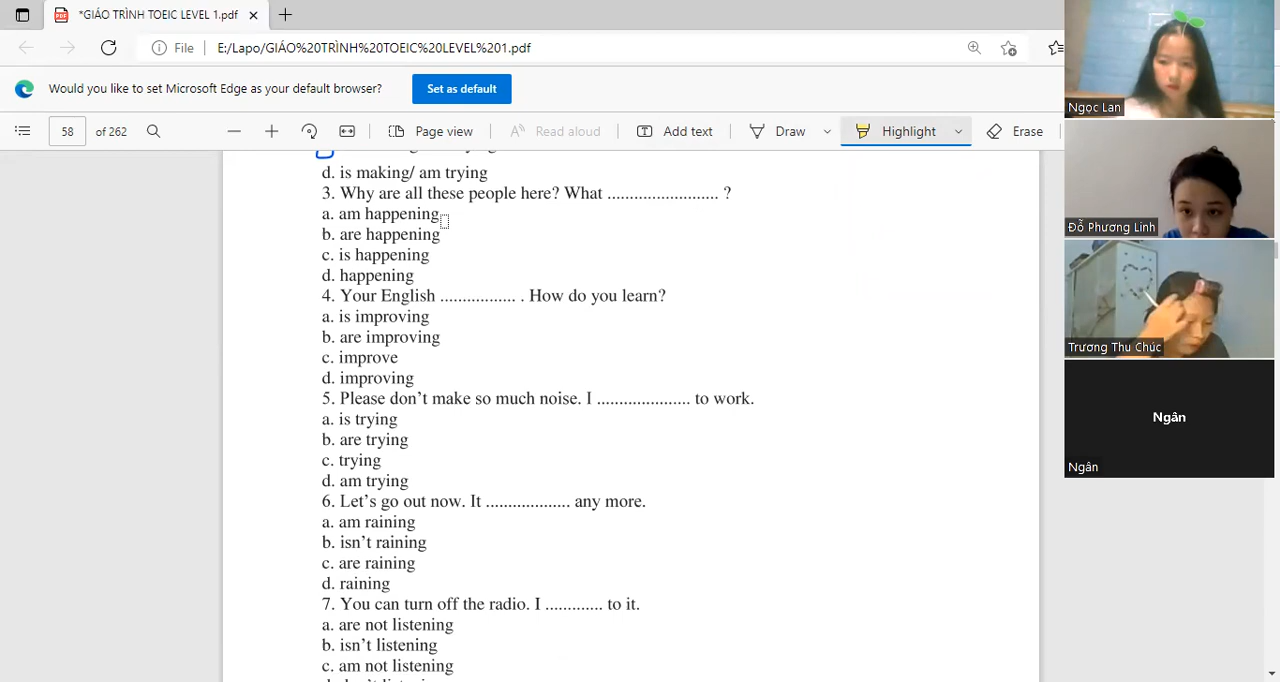 *GIÁO TRÌNH TOEIC LEVEL 1.pdf
File E:/Lapo/GIÁO%20TRÌNH%20TOEIC%20LEVEL%201.pdf
Would you like to set Microsoft Edge as your default browser? Set as default
58 of 262 Page view Read aloud Add text Draw Highlight Erase
d. is making/ am trying
3. Why are all these people here? What ......................... ?
a. am happening
b. are happening
c. is happening
d. happening
4. Your English ................. . How do you learn?
a. is improving
b. are improving
c. improve
d. improving
5. Please don’t make so much noise. I ..................... to work.
a. is trying
b. are trying
c. trying
d. am trying
6. Let’s go out now. It ................... any more.
a. am raining
b. isn’t raining
c. are raining
d. raining
7. You can turn off the radio. I ............. to it.
a. are not listening
b. isn’t listening
c. am not listening
Ngọc Lan
Đỗ Phương Linh
Trương Thu Chúc
Ngân
Ngân